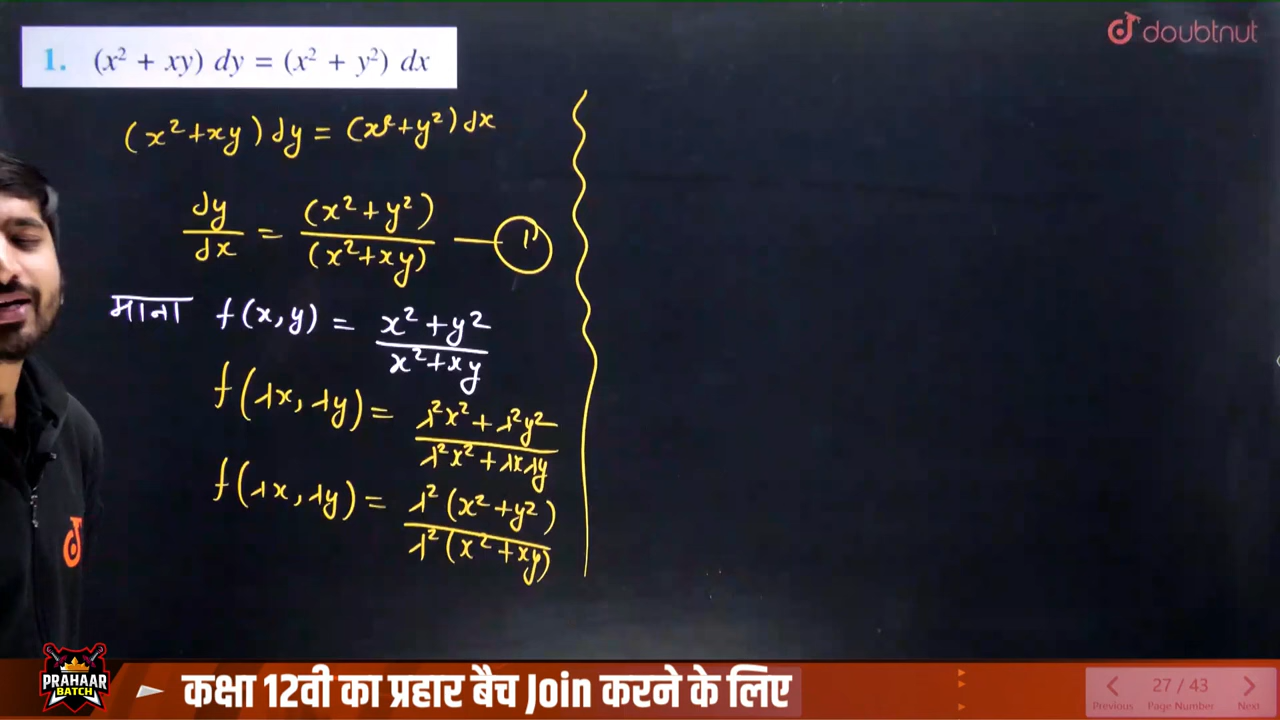 doubtnut
1. (x² + xy) dy = (x² + y²) dx
(x²+xy) dy = (x²+y²) dx
dy/dx = (x²+y²)/(x²+xy) — 1
माना f(x,y) = x²+y²/x²+xy
f(λx, λy) = λ²x²+λ²y²/λ²x²+λxλy
f(λx, λy) = λ²(x²+y²)/λ²(x²+xy)
PRAHAAR
BATCH
कक्षा 12वी का प्रहार बैच Join करने के लिए
27 / 43
Previous Page Number Next